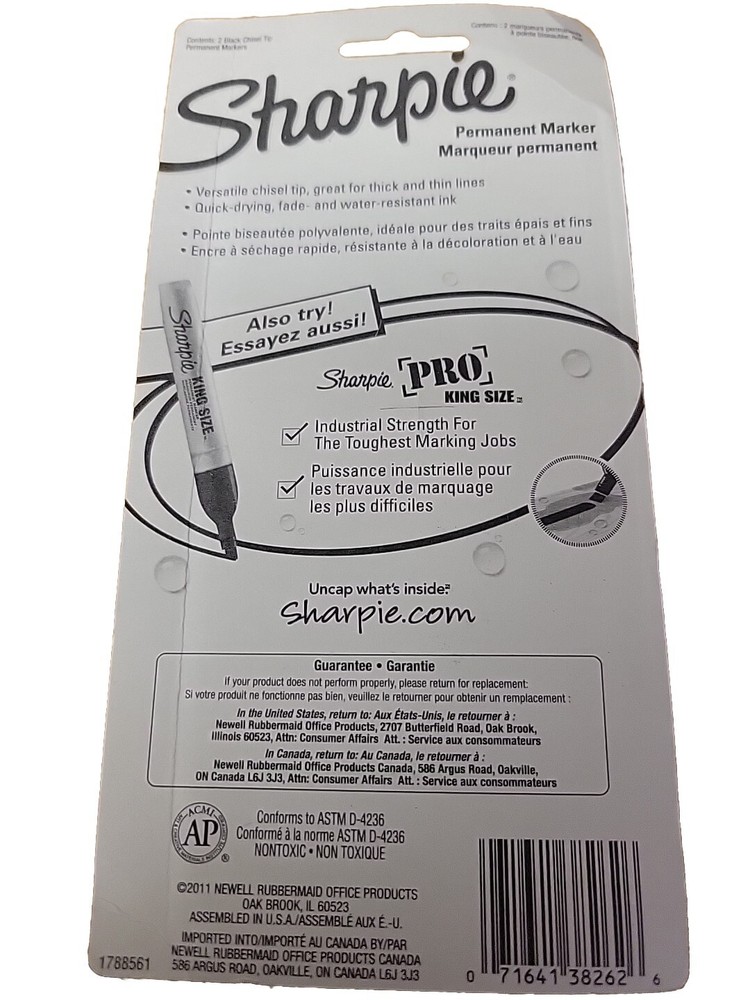 Contents: 2 Black Chisel Tip
Permanent Markers
Contenu : 2 marqueurs permanents
à pointe biseautée, noir
Sharpie®
Permanent Marker
Marqueur permanent
• Versatile chisel tip, great for thick and thin lines
• Quick-drying, fade- and water-resistant ink
• Pointe biseautée polyvalente, idéale pour des traits épais et fins
• Encre à séchage rapide, résistante à la décoloration et à l'eau
Also try!
Essayez aussi!
Sharpie KING SIZE™
Sharpie PRO
KING SIZE™
Industrial Strength For
The Toughest Marking Jobs
Puissance industrielle pour
les travaux de marquage
les plus difficiles
Uncap what's inside.
Sharpie.com
Guarantee • Garantie
If your product does not perform properly, please return for replacement:
Si votre produit ne fonctionne pas bien, veuillez le retourner pour obtenir un remplacement :
In the United States, return to: Aux États-Unis, le retourner à :
Newell Rubbermaid Office Products, 2707 Butterfield Road, Oak Brook,
Illinois 60523, Attn: Consumer Affairs Att. : Service aux consommateurs
In Canada, return to: Au Canada, le retourner à :
Newell Rubbermaid Office Products Canada, 586 Argus Road, Oakville,
ON Canada L6J 3J3, Attn: Consumer Affairs Att. : Service aux consommateurs
ACMI
AP
®
Conforms to ASTM D-4236
Conformé à la norme ASTM D-4236
NONTOXIC • NON TOXIQUE
©2011 NEWELL RUBBERMAID OFFICE PRODUCTS
OAK BROOK, IL 60523
ASSEMBLED IN U.S.A./ASSEMBLÉ AUX É.-U.
IMPORTED INTO/IMPORTÉ AU CANADA BY/PAR
NEWELL RUBBERMAID OFFICE PRODUCTS CANADA
586 ARGUS ROAD, OAKVILLE, ON CANADA L6J 3J3
1788561
0 71641 38262 6